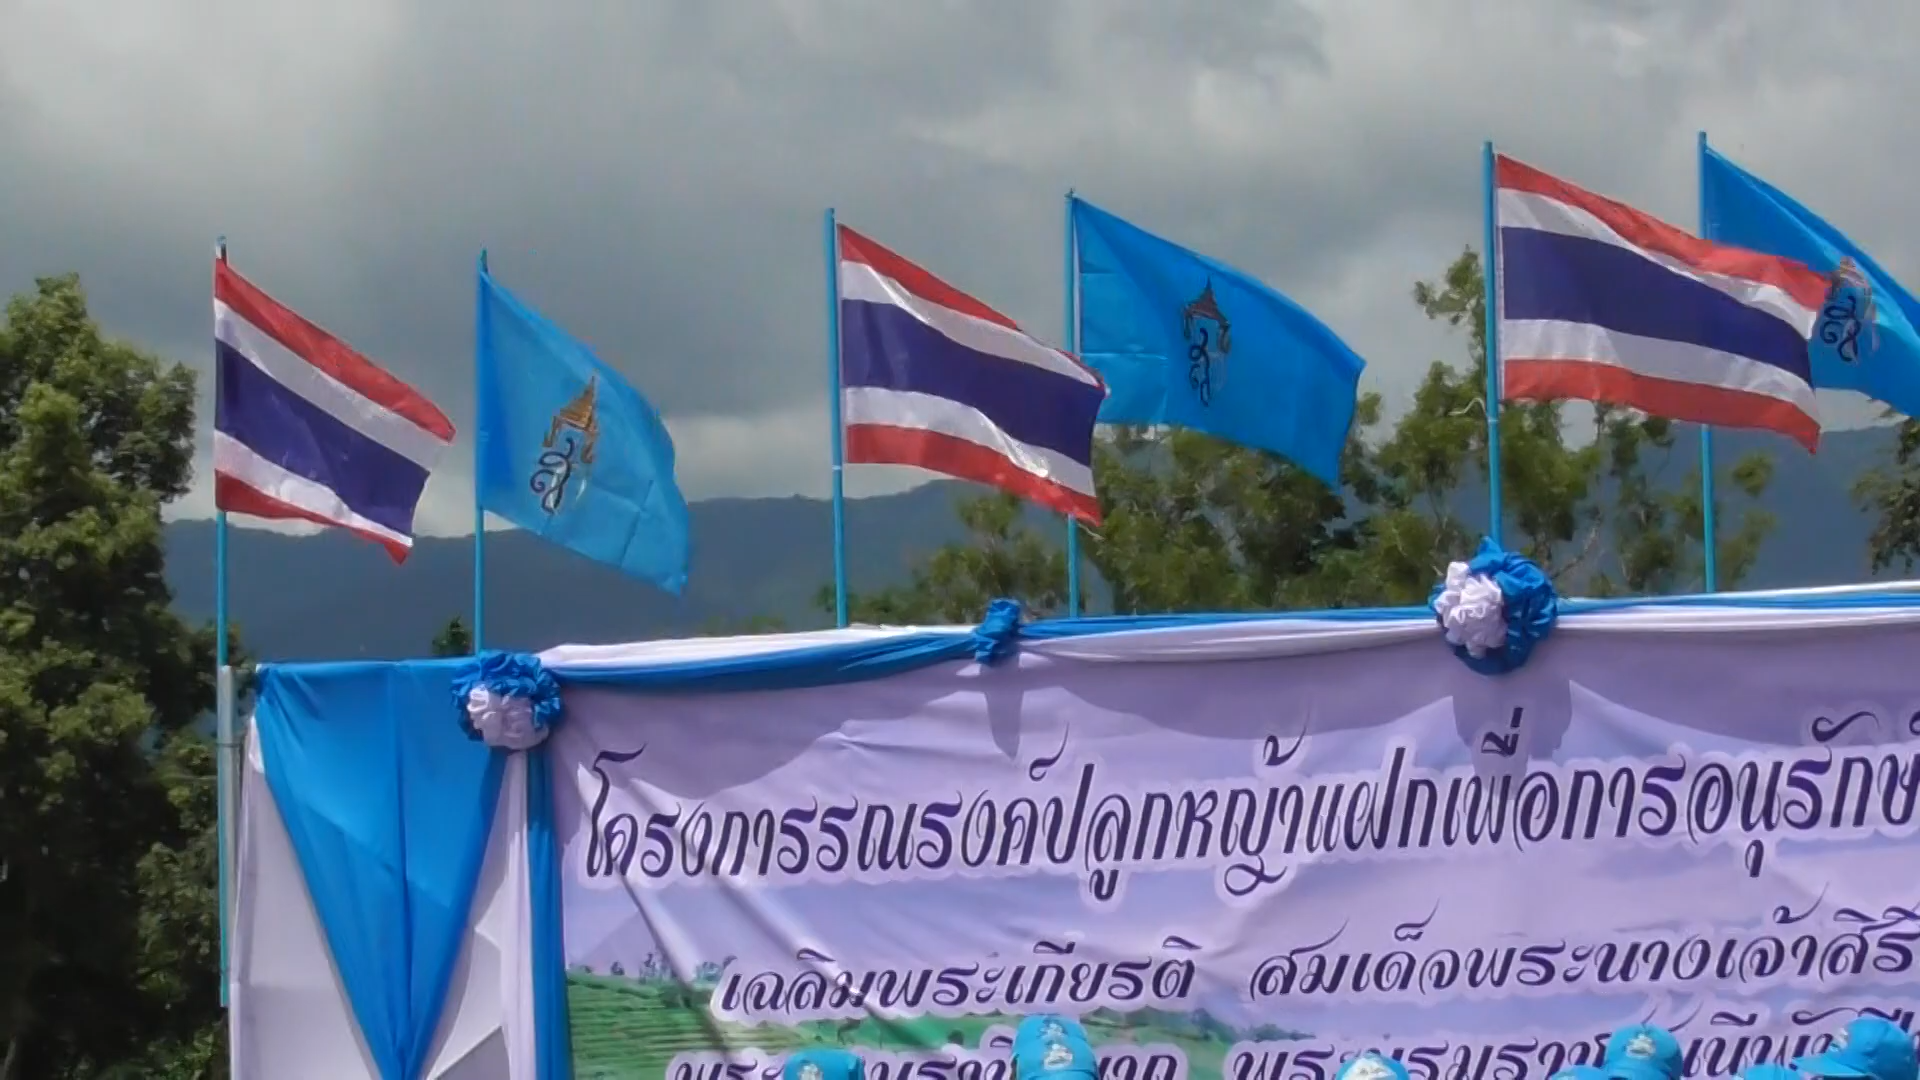 โครงการรณรงค์ปลูกหญ้าแฝกเพื่อการอนุรักษ์
เฉลิมพระเกียรติ สมเด็จพระนางเจ้าสิริ